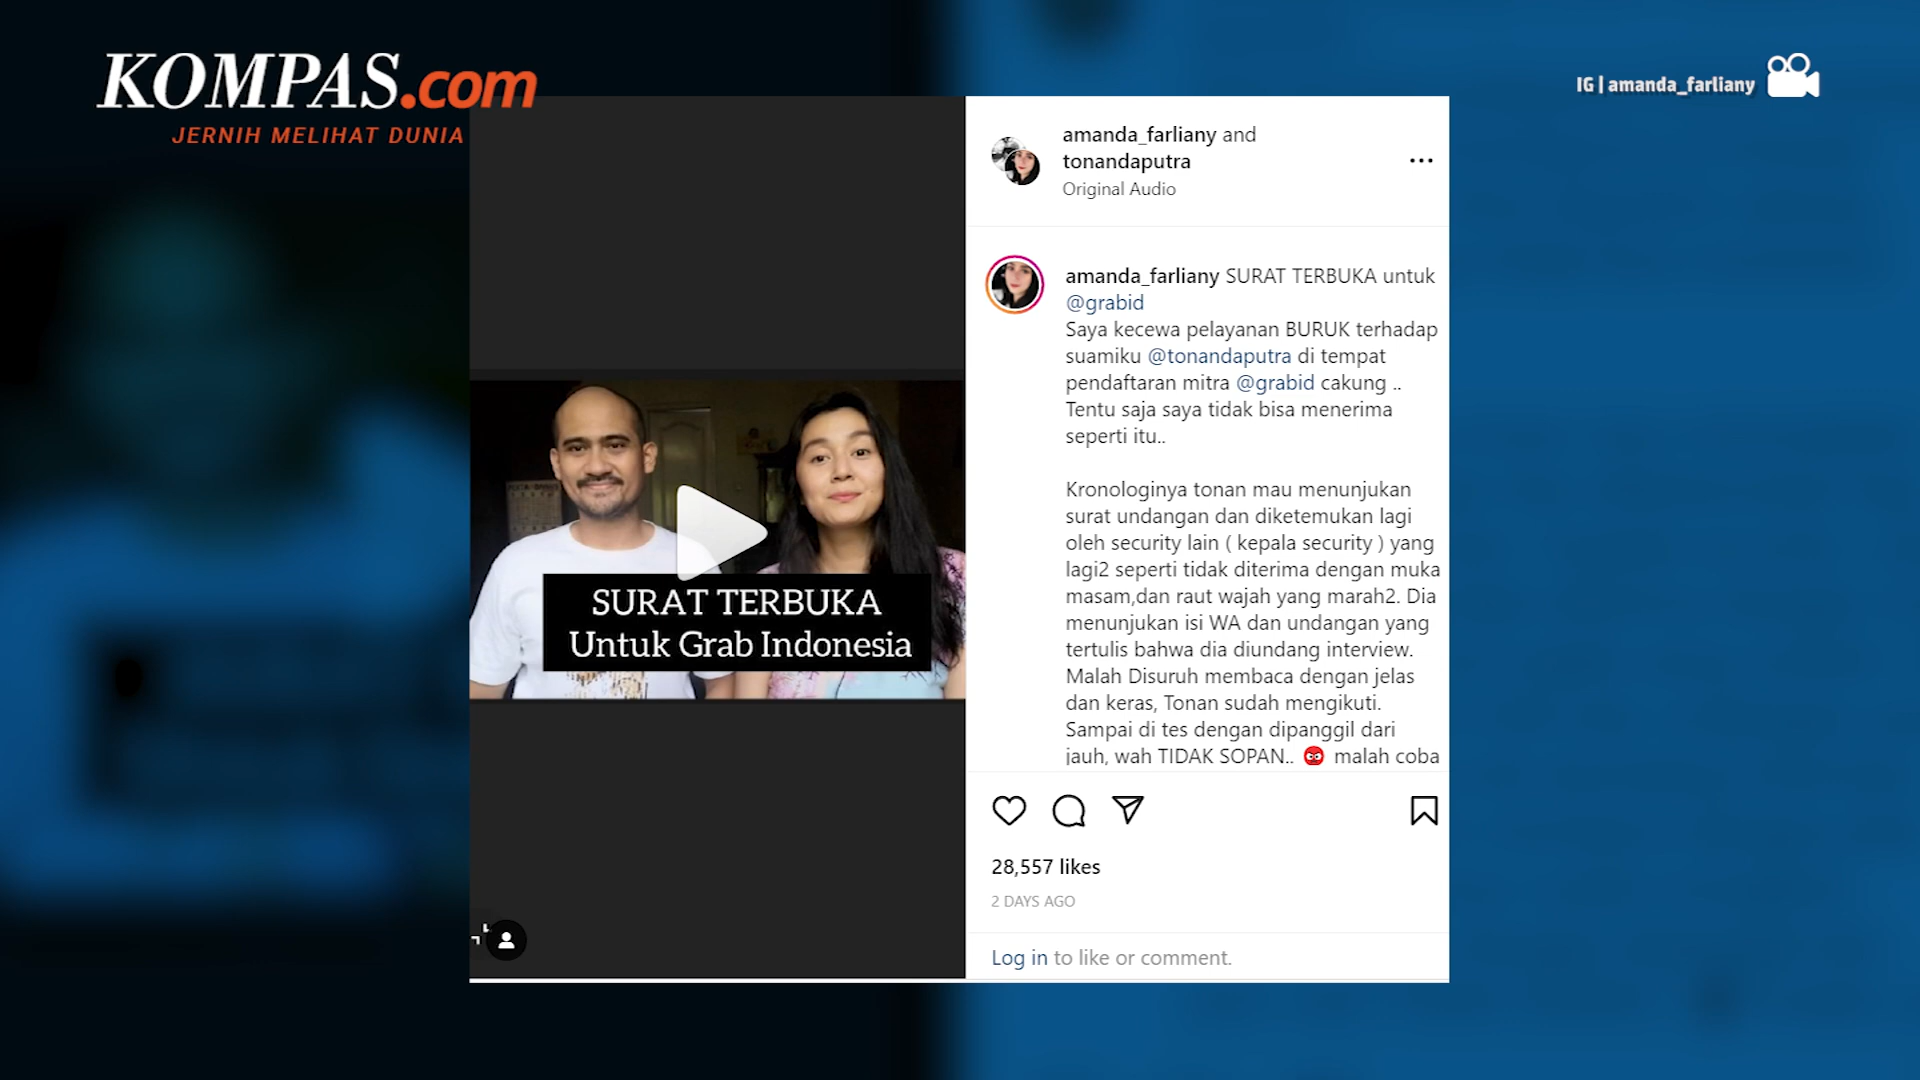 KOMPAS.com
JERNIH MELIHAT DUNIA
IG | amanda_farliany
amanda_farliany and
tonandaputra
Original Audio
amanda_farliany SURAT TERBUKA untuk
@grabid
Saya kecewa pelayanan BURUK terhadap
suamiku @tonandaputra di tempat
pendaftaran mitra @grabid cakung ..
Tentu saja saya tidak bisa menerima
seperti itu..
Kronologinya tonan mau menunjukan
surat undangan dan diketemukan lagi
oleh security lain ( kepala security ) yang
lagi2 seperti tidak diterima dengan muka
masam,dan raut wajah yang marah2. Dia
menunjukan isi WA dan undangan yang
tertulis bahwa dia diundang interview.
Malah Disuruh membaca dengan jelas
dan keras, Tonan sudah mengikuti.
Sampai di tes dengan dipanggil dari
jauh, wah TIDAK SOPAN.. malah coba
SURAT TERBUKA
Untuk Grab Indonesia
28,557 likes
2 DAYS AGO
Log in to like or comment.